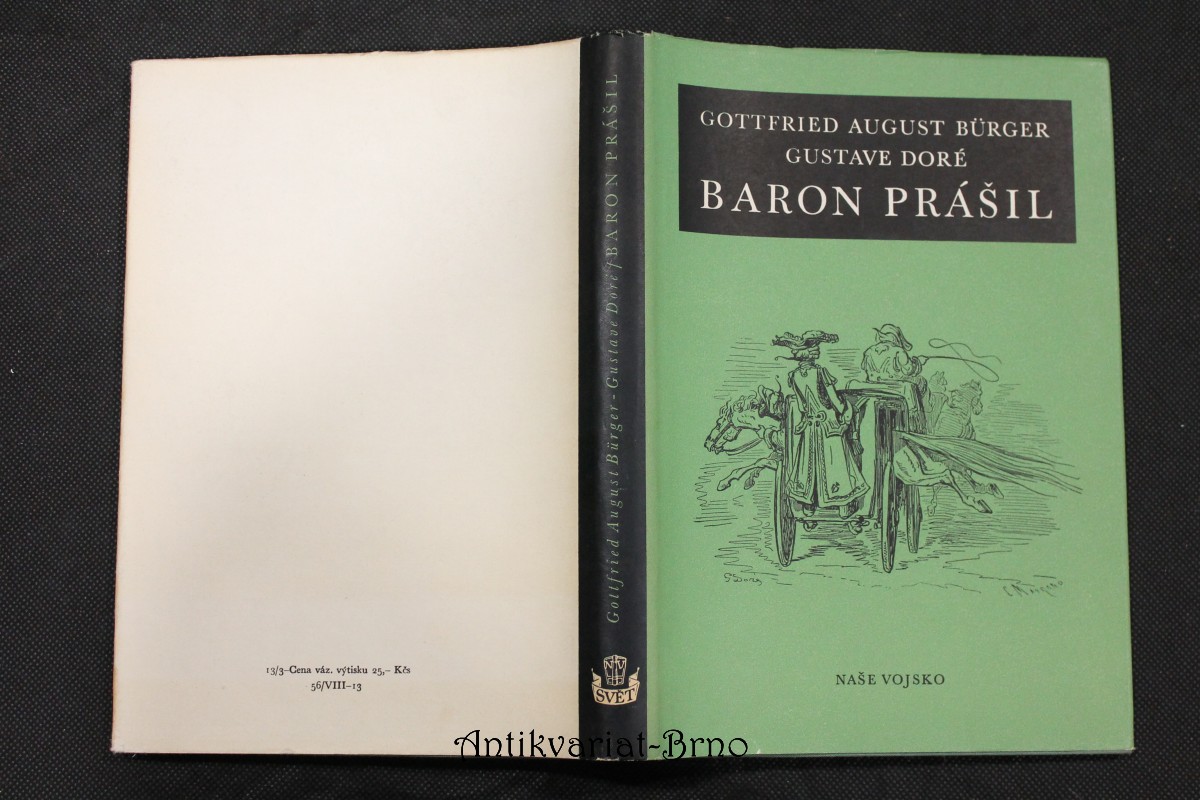 GOTTFRIED AUGUST BÜRGER
GUSTAVE DORÉ
BARON PRÁŠIL
G Doré
NAŠE VOJSKO
Gottfried August Bürger - Gustave Doré / BARON PRÁŠIL
NV
SVĚT
13/3–Cena váz. výtisku 25,– Kčs
56/VIII–13
Antikvariat-Brno